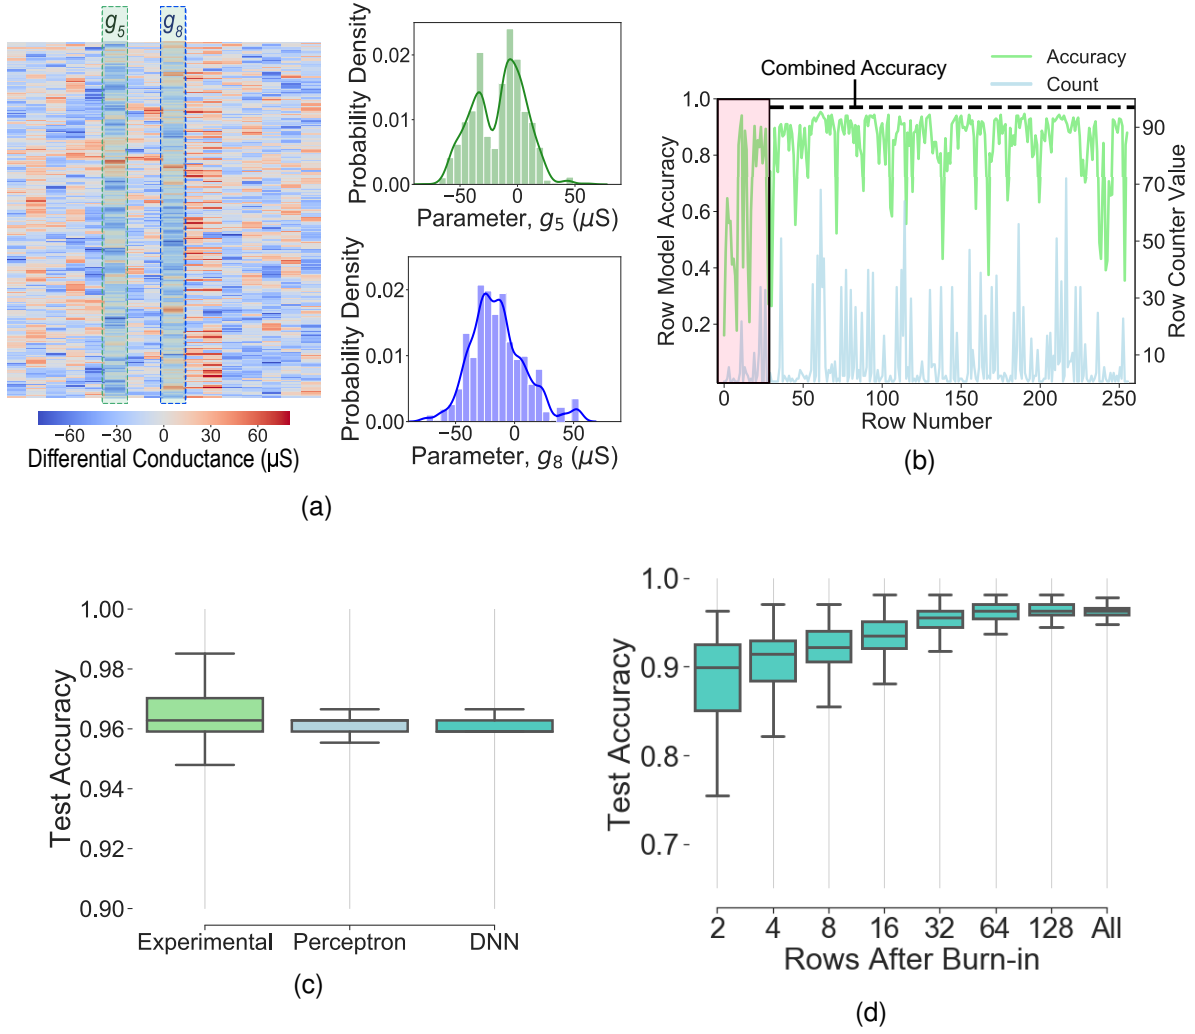 g5
g8
−60 −30 0 30 60
Differential Conductance (µS)
Probability Density
0.02
0.01
0.00
−50 0 50
Parameter, g5 (µS)
Probability Density
0.02
0.01
0.00
−50 0 50
Parameter, g8 (µS)
(a)
Accuracy
Count
Combined Accuracy
Row Model Accuracy
1.0
0.8
0.6
0.4
0.2
90
70
50
30
10
Row Counter Value
0 50 100 150 200 250
Row Number
(b)
Test Accuracy
1.00
0.98
0.96
0.94
0.92
0.90
Experimental Perceptron DNN
(c)
Test Accuracy
1.0
0.9
0.8
0.7
2 4 8 16 32 64 128 All
Rows After Burn-in
(d)